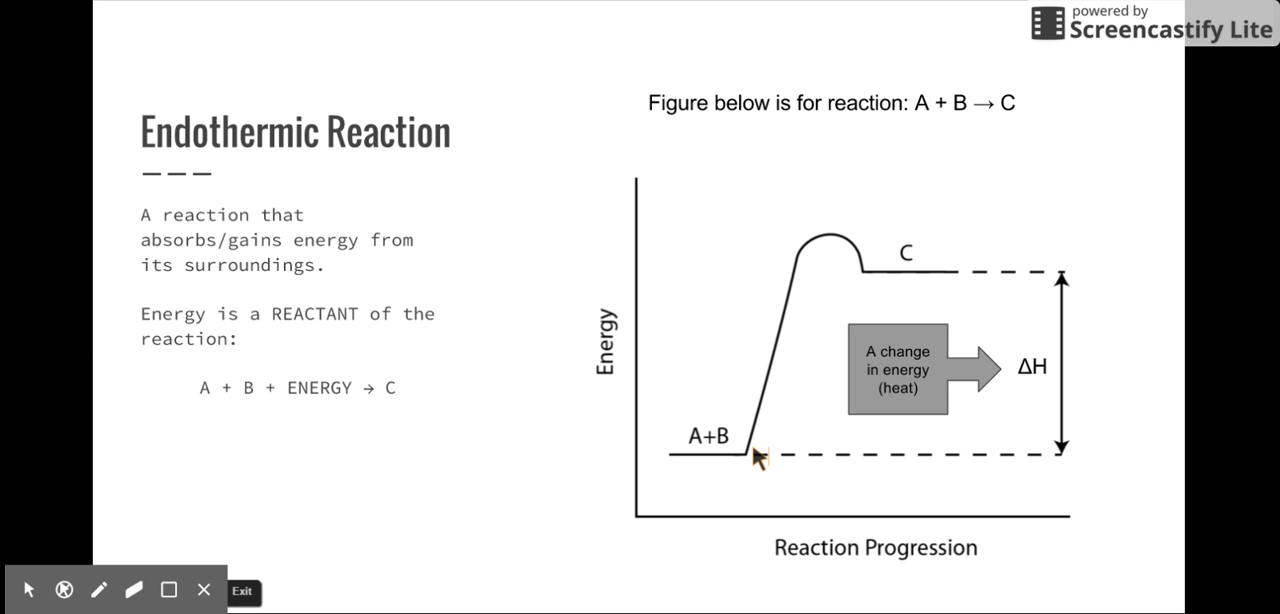 powered by
Screencastify Lite
Figure below is for reaction: A + B → C
Endothermic Reaction
A reaction that
absorbs/gains energy from
its surroundings.
Energy is a REACTANT of the
reaction:
A + B + ENERGY → C
Energy
C
A change
in energy
(heat)
ΔH
A+B
Reaction Progression
Exit